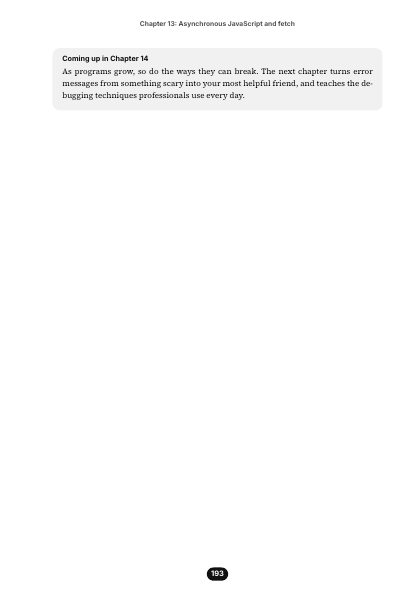 Chapter 13: Asynchronous JavaScript and fetch
Coming up in Chapter 14
As programs grow, so do the ways they can break. The next chapter turns error
messages from something scary into your most helpful friend, and teaches the de-
bugging techniques professionals use every day.
193